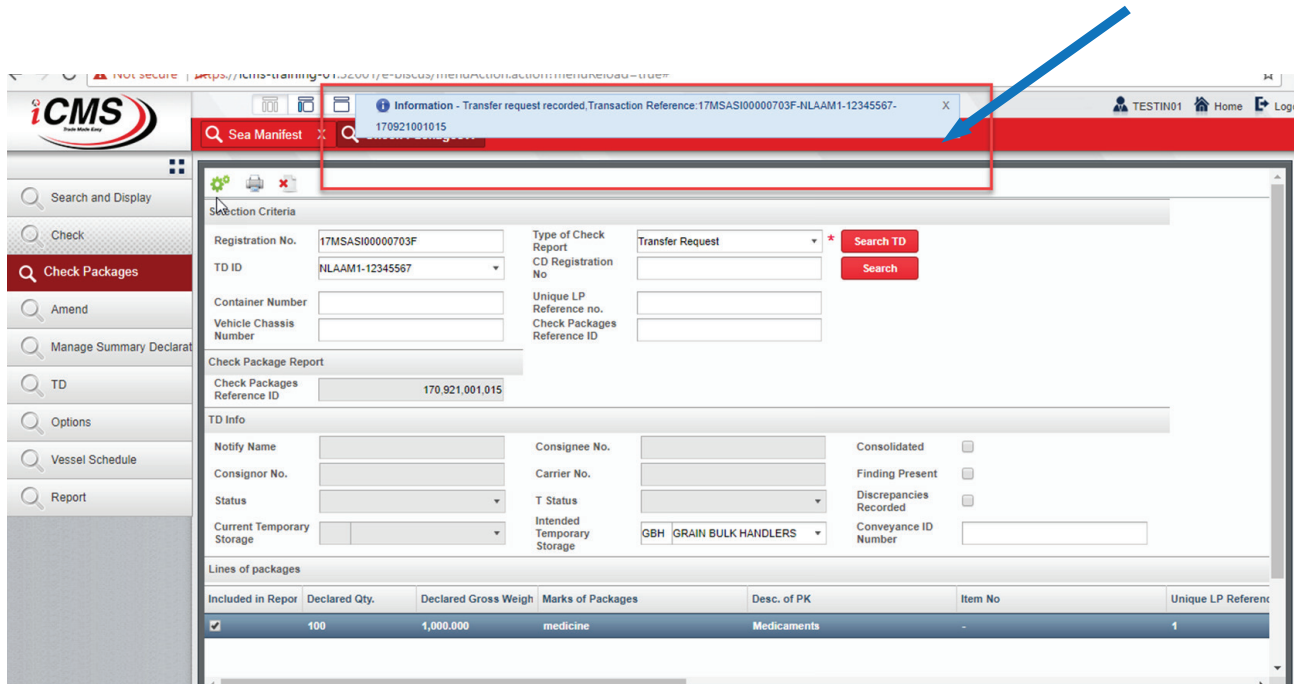 Not secure | https://icms-training-01:32001/e-biscus/menuAction.action?menuReload=true#
iCMS
Trade Made Easy
Information - Transfer request recorded,Transaction Reference:17MSASI00000703F-NLAAM1-12345567-
170921001015
X
TESTIN01 Home Log
Sea Manifest X
Search and Display
Check
Check Packages
Amend
Manage Summary Declarat
TD
Options
Vessel Schedule
Report
Selection Criteria
Registration No. 17MSASI00000703F Type of Check Report Transfer Request * Search TD
TD ID NLAAM1-12345567 CD Registration No Search
Container Number Unique LP Reference no.
Vehicle Chassis Number Check Packages Reference ID
Check Package Report
Check Packages Reference ID 170,921,001,015
TD Info
Notify Name Consignee No. Consolidated
Consignor No. Carrier No. Finding Present
Status T Status Discrepancies Recorded
Current Temporary Storage Intended Temporary Storage GBH GRAIN BULK HANDLERS Conveyance ID Number
Lines of packages
Included in Repor Declared Qty. Declared Gross Weigh Marks of Packages Desc. of PK Item No Unique LP Referenc
100 1,000.000 medicine Medicaments - 1